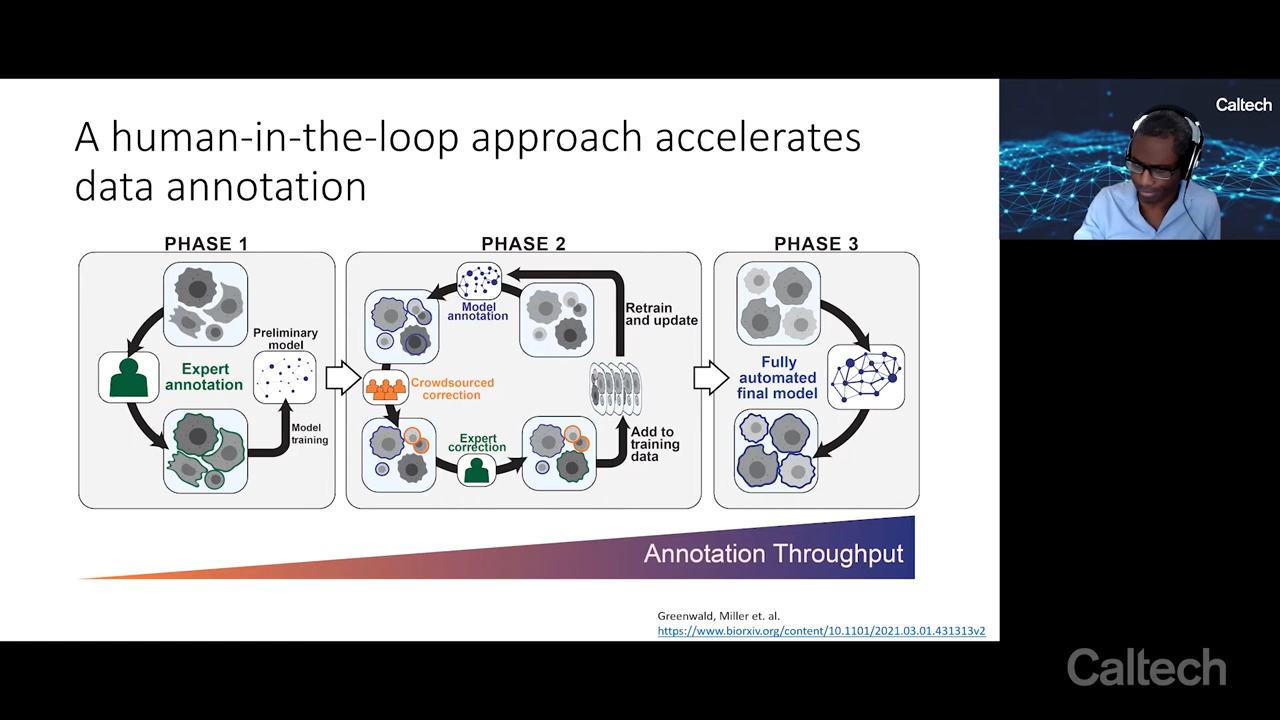 A human-in-the-loop approach accelerates
data annotation
PHASE 1
Expert
annotation
Preliminary
model
Model
training
PHASE 2
Model
annotation
Retrain
and update
Crowdsourced
correction
Expert
correction
Add to
training
data
PHASE 3
Fully
automated
final model
Annotation Throughput
Greenwald, Miller et. al.
https://www.biorxiv.org/content/10.1101/2021.03.01.431313v2
Caltech
Caltech